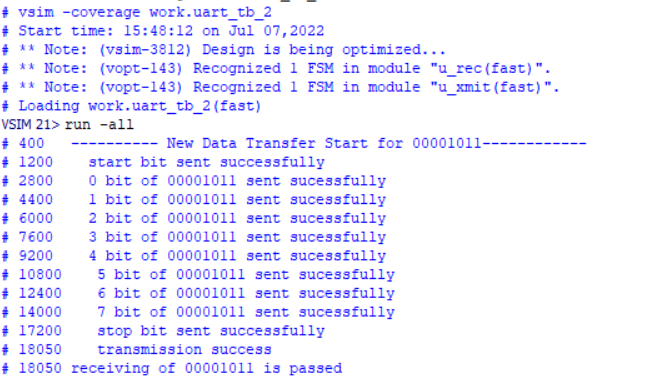 # vsim -coverage work.uart_tb_2
# Start time: 15:48:12 on Jul 07,2022
# ** Note: (vsim-3812) Design is being optimized...
# ** Note: (vopt-143) Recognized 1 FSM in module "u_rec(fast)".
# ** Note: (vopt-143) Recognized 1 FSM in module "u_xmit(fast)".
# Loading work.uart_tb_2(fast)
VSIM 21> run -all
# 400   ---------- New Data Transfer Start for 00001011------------
# 1200    start bit sent successfully
# 2800    0 bit of 00001011 sent sucessfully
# 4400    1 bit of 00001011 sent sucessfully
# 6000    2 bit of 00001011 sent sucessfully
# 7600    3 bit of 00001011 sent sucessfully
# 9200    4 bit of 00001011 sent sucessfully
# 10800    5 bit of 00001011 sent sucessfully
# 12400    6 bit of 00001011 sent sucessfully
# 14000    7 bit of 00001011 sent sucessfully
# 17200    stop bit sent successfully
# 18050    transmission success
# 18050 receiving of 00001011 is passed